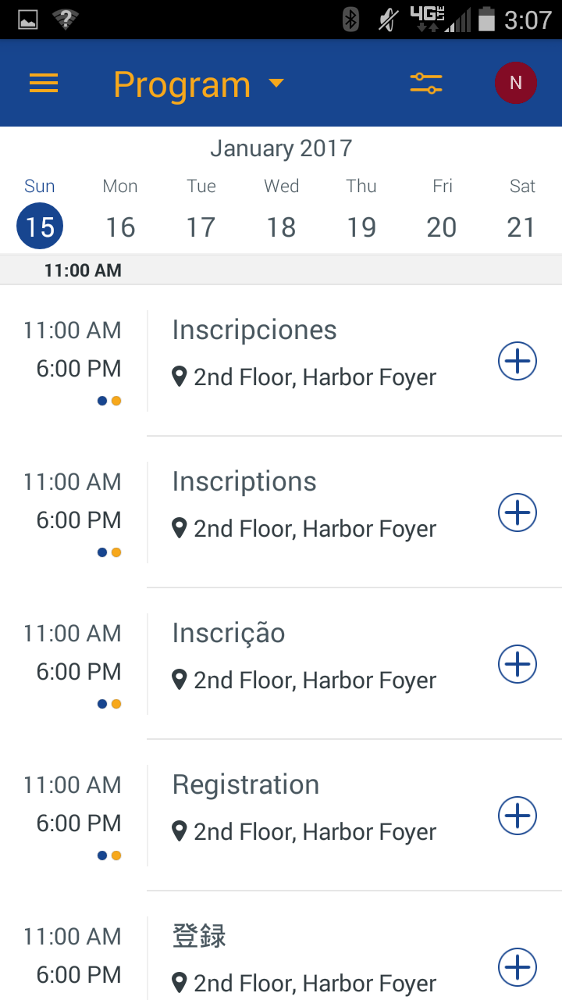 4G LTE 3:07
Program N
January 2017
Sun Mon Tue Wed Thu Fri Sat
15 16 17 18 19 20 21
11:00 AM
11:00 AM Inscripciones
6:00 PM 2nd Floor, Harbor Foyer
11:00 AM Inscriptions
6:00 PM 2nd Floor, Harbor Foyer
11:00 AM Inscrição
6:00 PM 2nd Floor, Harbor Foyer
11:00 AM Registration
6:00 PM 2nd Floor, Harbor Foyer
11:00 AM 登録
6:00 PM 2nd Floor, Harbor Foyer